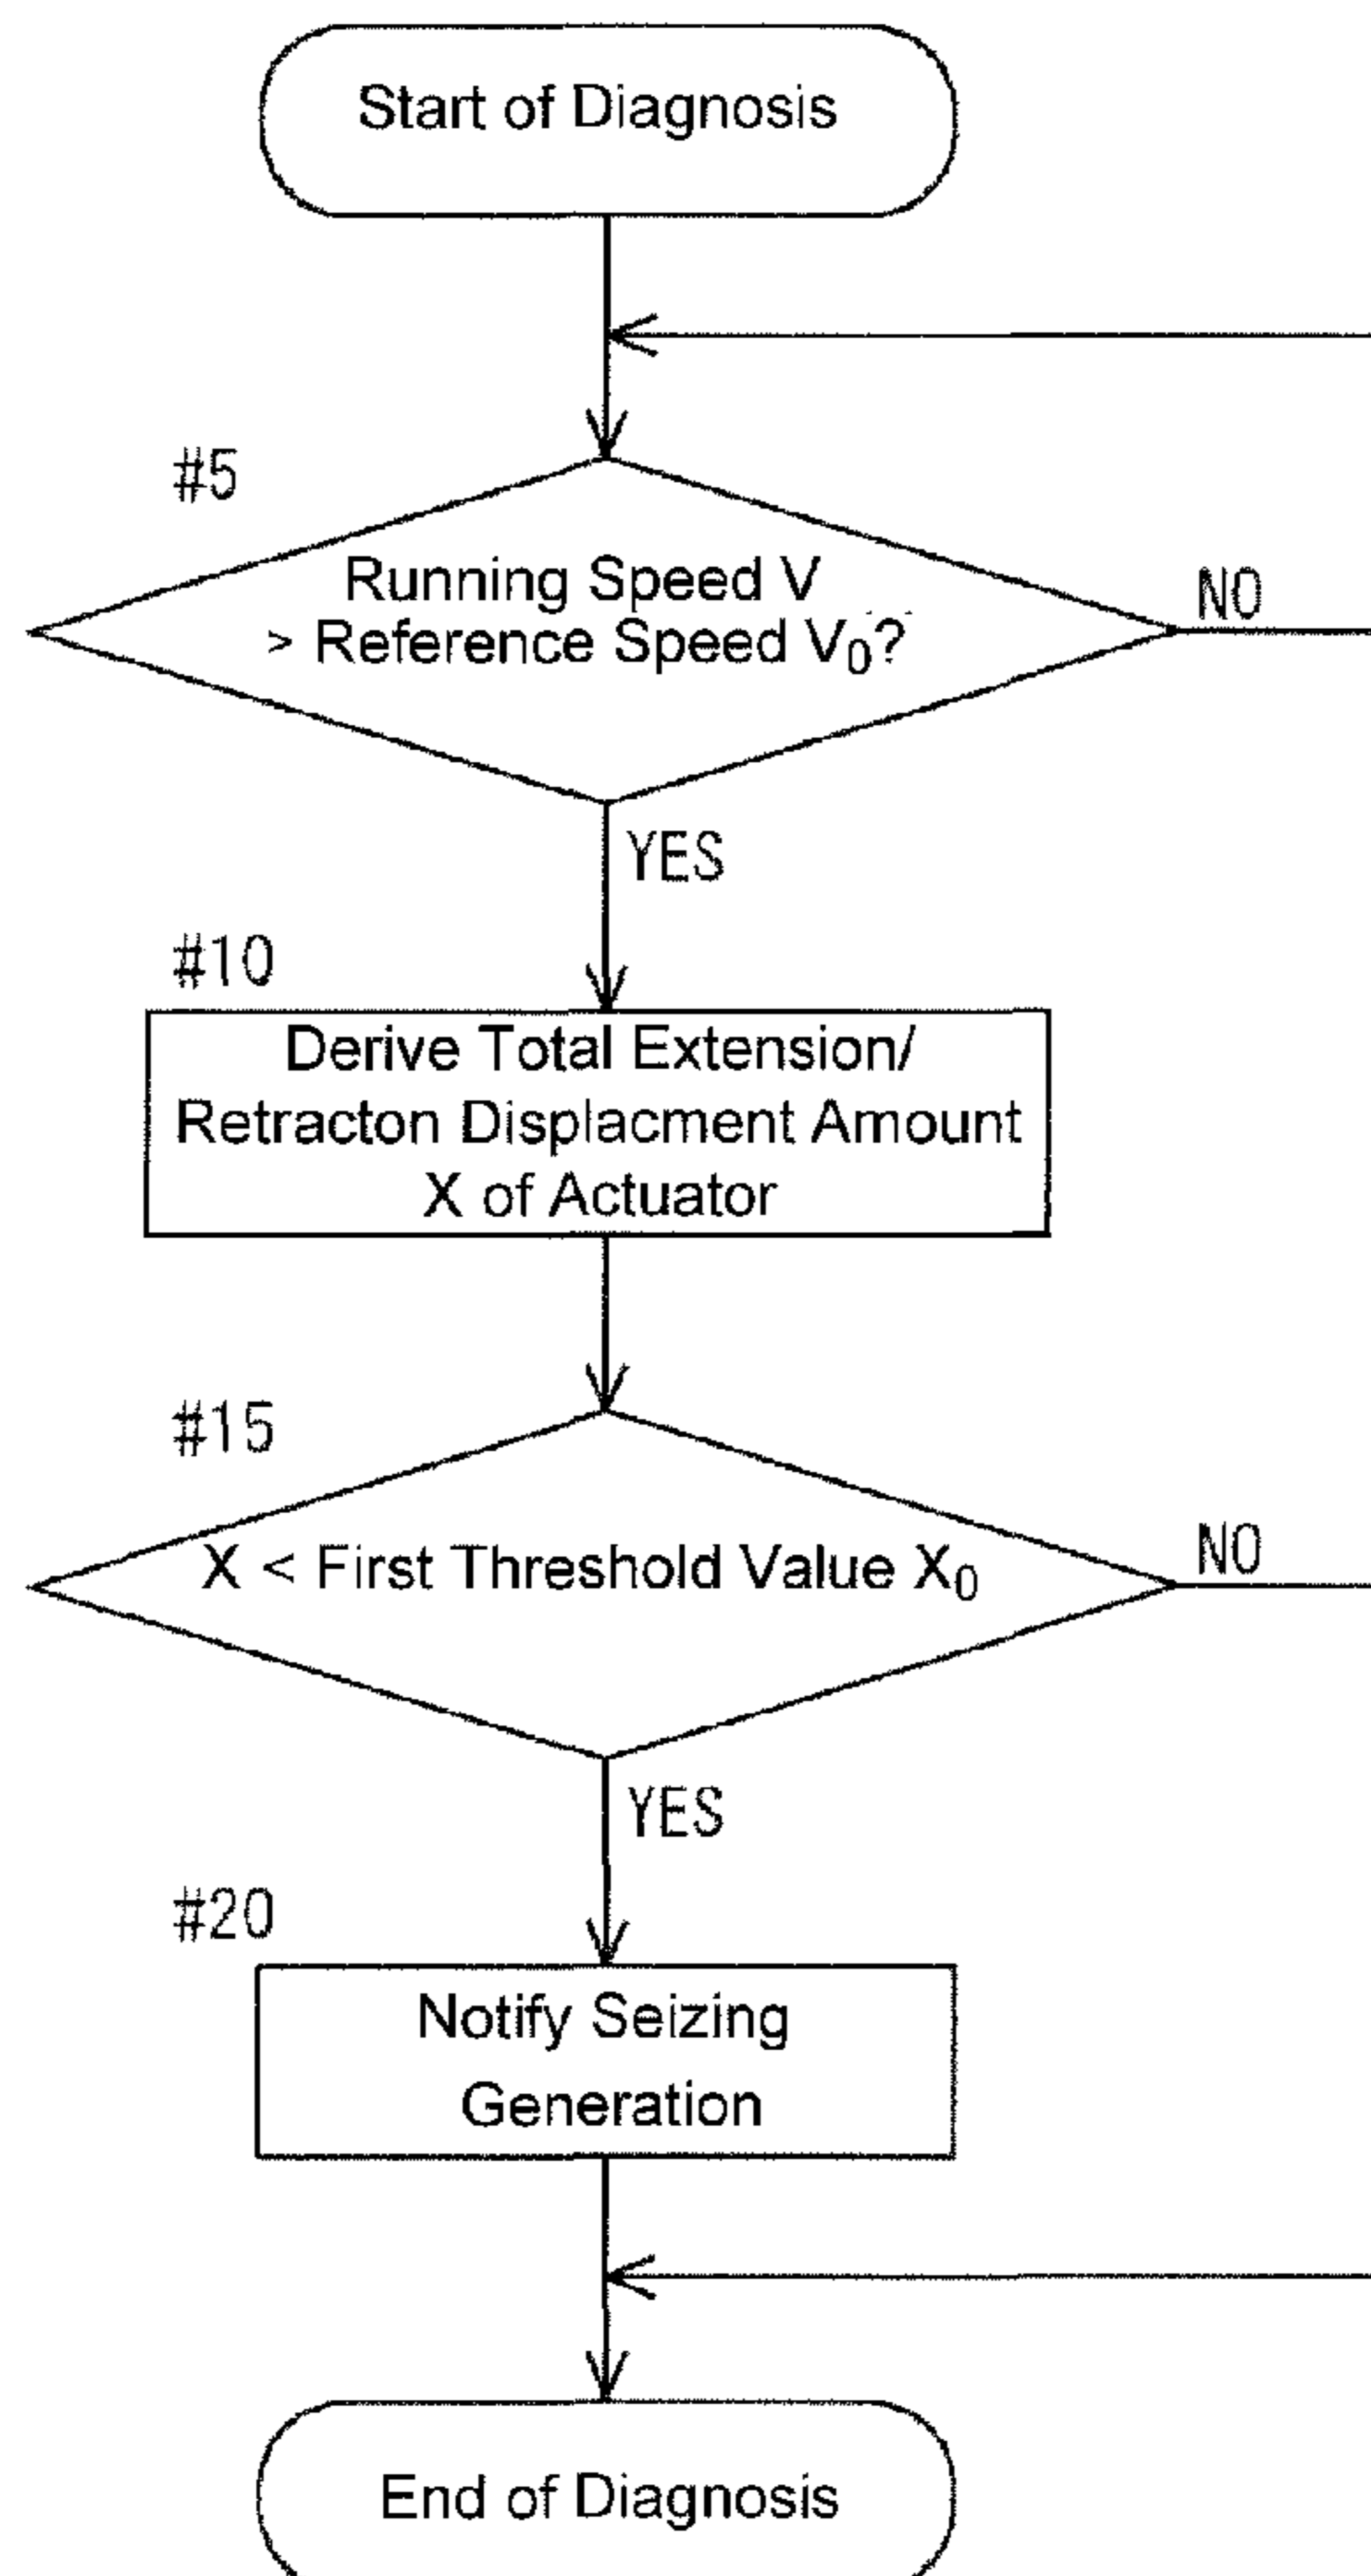 Start of Diagnosis
#5
Running Speed V
> Reference Speed V₀?
NO
YES
#10
Derive Total Extension/
Retracton Displacment Amount
X of Actuator
#15
X < First Threshold Value X₀
NO
YES
#20
Notify Seizing
Generation
End of Diagnosis